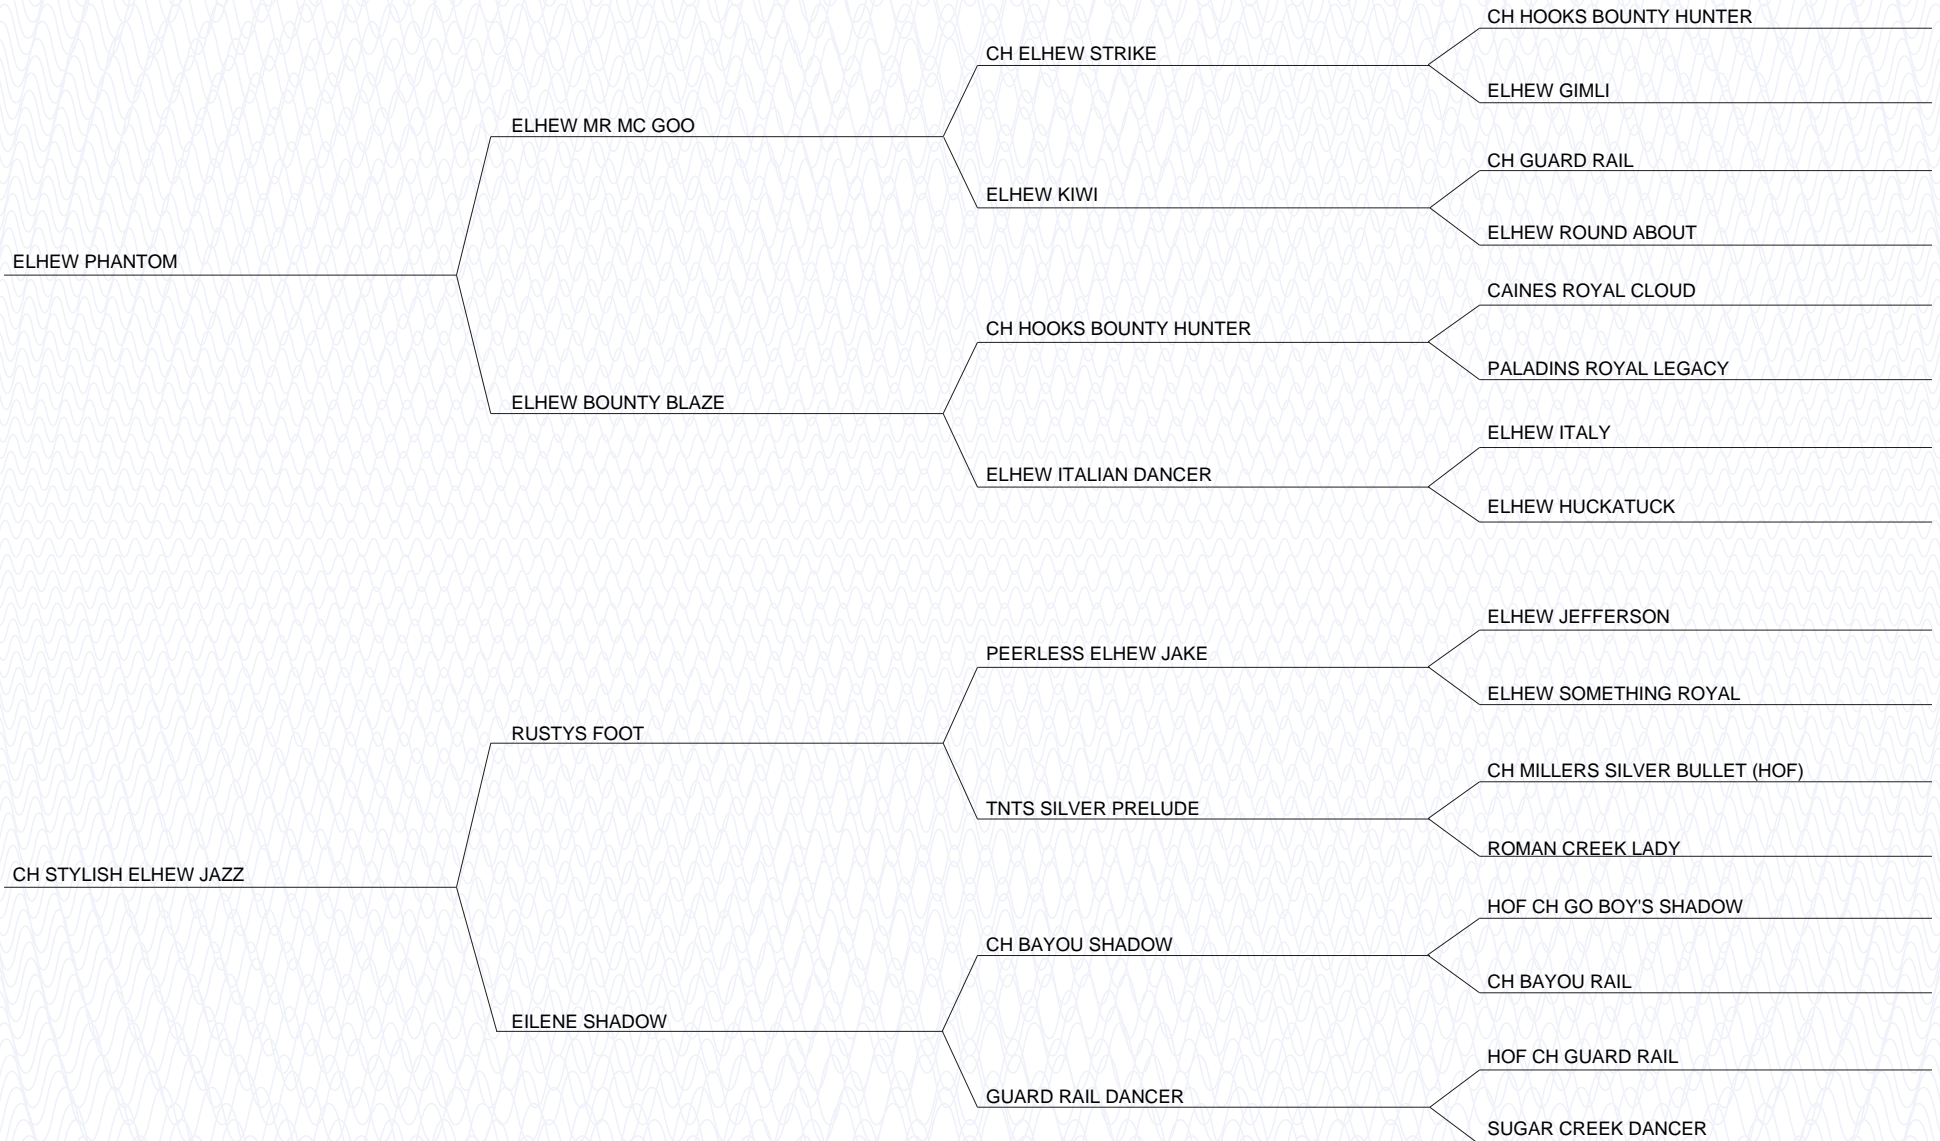 CH HOOKS BOUNTY HUNTER
CH ELHEW STRIKE
ELHEW GIMLI
ELHEW MR MC GOO
CH GUARD RAIL
ELHEW KIWI
ELHEW ROUND ABOUT
ELHEW PHANTOM
CAINES ROYAL CLOUD
CH HOOKS BOUNTY HUNTER
PALADINS ROYAL LEGACY
ELHEW BOUNTY BLAZE
ELHEW ITALY
ELHEW ITALIAN DANCER
ELHEW HUCKATUCK
ELHEW JEFFERSON
PEERLESS ELHEW JAKE
ELHEW SOMETHING ROYAL
RUSTYS FOOT
CH MILLERS SILVER BULLET (HOF)
TNTS SILVER PRELUDE
ROMAN CREEK LADY
CH STYLISH ELHEW JAZZ
HOF CH GO BOY'S SHADOW
CH BAYOU SHADOW
CH BAYOU RAIL
EILENE SHADOW
HOF CH GUARD RAIL
GUARD RAIL DANCER
SUGAR CREEK DANCER